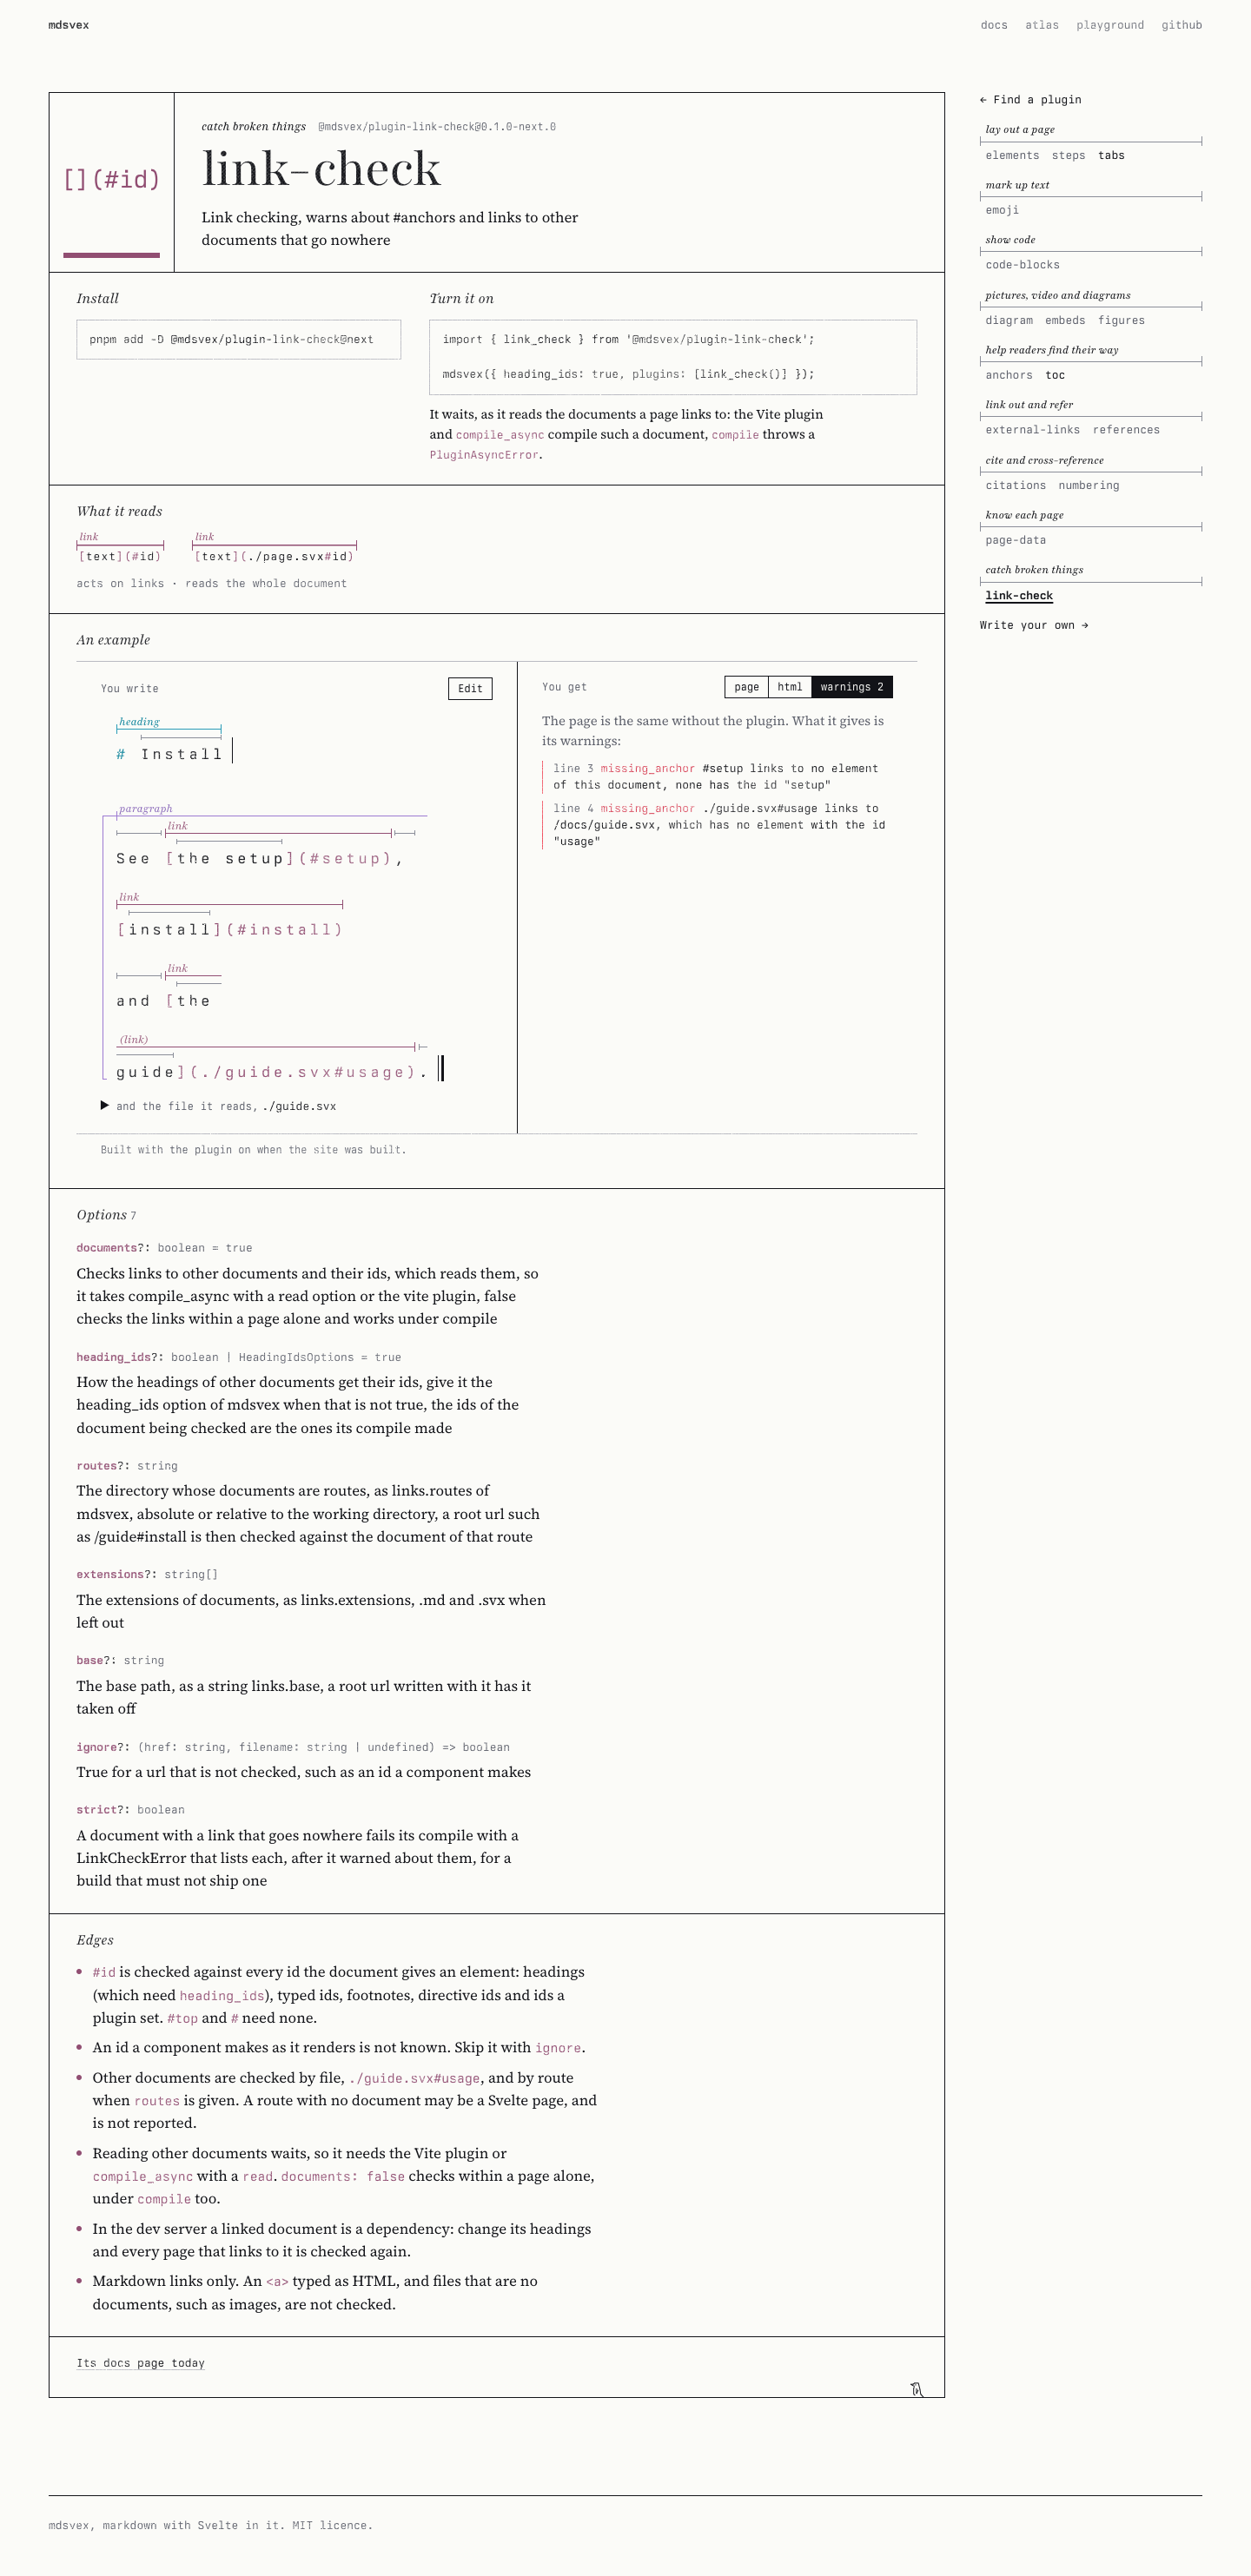 mdsvex
docs atlas playground github
[](#id)
catch broken things @mdsvex/plugin-link-check@0.1.0-next.0
link-check
Link checking, warns about #anchors and links to other
documents that go nowhere
Install
pnpm add -D @mdsvex/plugin-link-check@next
Turn it on
import { link_check } from '@mdsvex/plugin-link-check';
mdsvex({ heading_ids: true, plugins: [link_check()] });
It waits, as it reads the documents a page links to: the Vite plugin
and compile_async compile such a document, compile throws a
PluginAsyncError.
What it reads
link link
[text](#id) [text](./page.svx#id)
acts on links · reads the whole document
An example
You write Edit
heading
# Install
paragraph
link
See [the setup](#setup),
link
[install](#install)
link
and [the
(link)
guide](./guide.svx#usage).
▶ and the file it reads, ./guide.svx
You get page html warnings 2
The page is the same without the plugin. What it gives is
its warnings:
line 3 missing_anchor #setup links to no element
of this document, none has the id "setup"
line 4 missing_anchor ./guide.svx#usage links to
/docs/guide.svx, which has no element with the id
"usage"
Built with the plugin on when the site was built.
Options 7
documents?: boolean = true
Checks links to other documents and their ids, which reads them, so
it takes compile_async with a read option or the vite plugin, false
checks the links within a page alone and works under compile
heading_ids?: boolean | HeadingIdsOptions = true
How the headings of other documents get their ids, give it the
heading_ids option of mdsvex when that is not true, the ids of the
document being checked are the ones its compile made
routes?: string
The directory whose documents are routes, as links.routes of
mdsvex, absolute or relative to the working directory, a root url such
as /guide#install is then checked against the document of that route
extensions?: string[]
The extensions of documents, as links.extensions, .md and .svx when
left out
base?: string
The base path, as a string links.base, a root url written with it has it
taken off
ignore?: (href: string, filename: string | undefined) => boolean
True for a url that is not checked, such as an id a component makes
strict?: boolean
A document with a link that goes nowhere fails its compile with a
LinkCheckError that lists each, after it warned about them, for a
build that must not ship one
Edges
• #id is checked against every id the document gives an element: headings
(which need heading_ids), typed ids, footnotes, directive ids and ids a
plugin set. #top and # need none.
• An id a component makes as it renders is not known. Skip it with ignore.
• Other documents are checked by file, ./guide.svx#usage, and by route
when routes is given. A route with no document may be a Svelte page, and
is not reported.
• Reading other documents waits, so it needs the Vite plugin or
compile_async with a read. documents: false checks within a page alone,
under compile too.
• In the dev server a linked document is a dependency: change its headings
and every page that links to it is checked again.
• Markdown links only. An <a> typed as HTML, and files that are no
documents, such as images, are not checked.
Its docs page today
← Find a plugin
lay out a page
elements steps tabs
mark up text
emoji
show code
code-blocks
pictures, video and diagrams
diagram embeds figures
help readers find their way
anchors toc
link out and refer
external-links references
cite and cross-reference
citations numbering
know each page
page-data
catch broken things
link-check
Write your own →
mdsvex, markdown with Svelte in it. MIT licence.